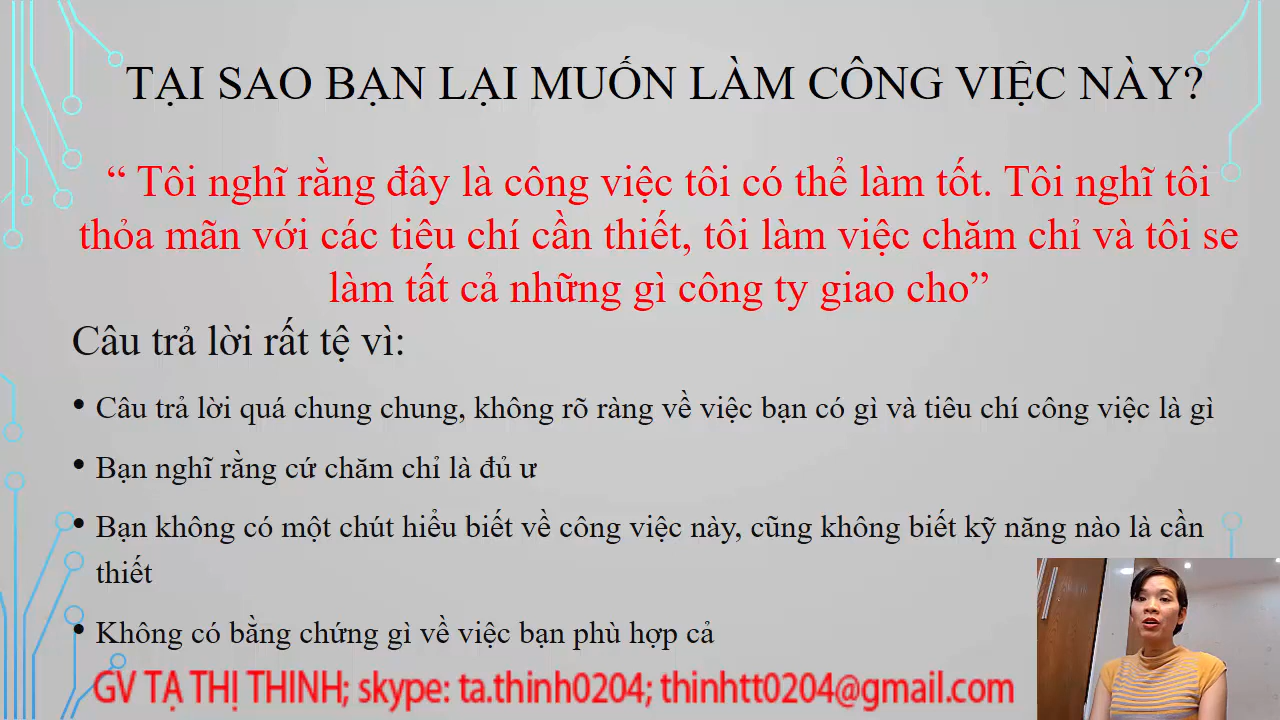 TẠI SAO BẠN LẠI MUỐN LÀM CÔNG VIỆC NÀY?
“ Tôi nghĩ rằng đây là công việc tôi có thể làm tốt. Tôi nghĩ tôi
thỏa mãn với các tiêu chí cần thiết, tôi làm việc chăm chỉ và tôi se
làm tất cả những gì công ty giao cho”
Câu trả lời rất tệ vì:
• Câu trả lời quá chung chung, không rõ ràng về việc bạn có gì và tiêu chí công việc là gì
• Bạn nghĩ rằng cứ chăm chỉ là đủ ư
• Bạn không có một chút hiểu biết về công việc này, cũng không biết kỹ năng nào là cần
thiết
• Không có bằng chứng gì về việc bạn phù hợp cả
GV TẠ THỊ THINH; skype: ta.thinh0204; thinhtt0204@gmail.com